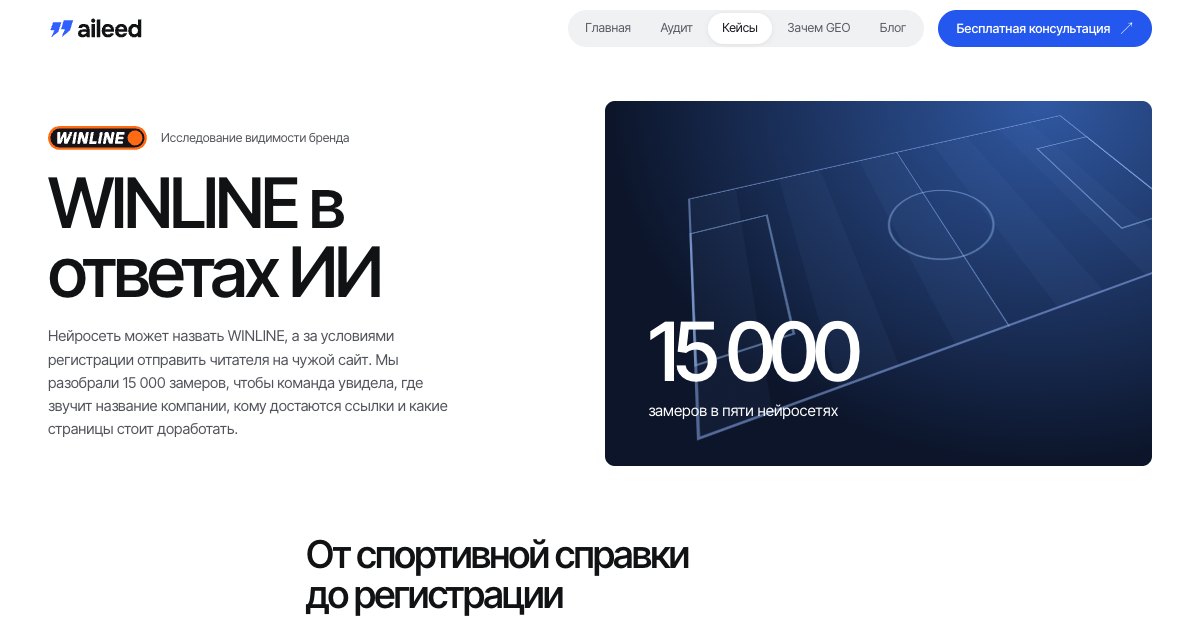 aileed
Главная Аудит Кейсы Зачем GEO Блог
Бесплатная консультация
WINLINE Исследование видимости бренда
WINLINE в
ответах ИИ
Нейросеть может назвать WINLINE, а за условиями
регистрации отправить читателя на чужой сайт. Мы
разобрали 15 000 замеров, чтобы команда увидела, где
звучит название компании, кому достаются ссылки и какие
страницы стоит доработать.
15 000
замеров в пяти нейросетях
От спортивной справки
до регистрации